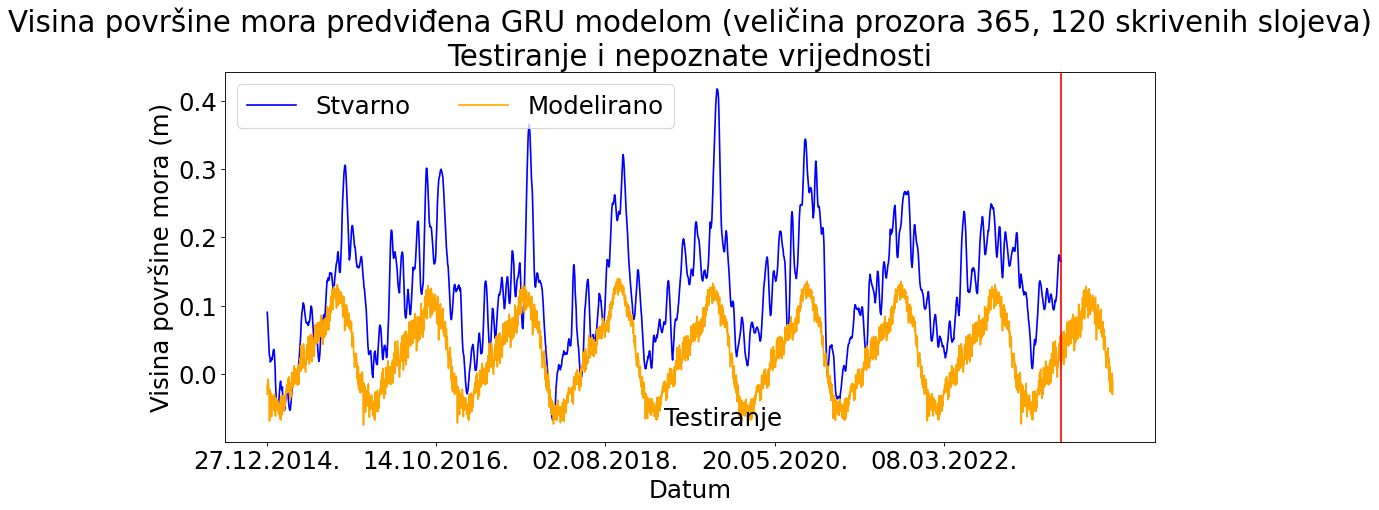 Visina površine mora predviđena GRU modelom (veličina prozora 365, 120 skrivenih slojeva)
Testiranje i nepoznate vrijednosti
Stvarno
Modelirano
Visina površine mora (m)
0.4
0.3
0.2
0.1
0.0
Testiranje
27.12.2014.
14.10.2016.
02.08.2018.
20.05.2020.
08.03.2022.
Datum